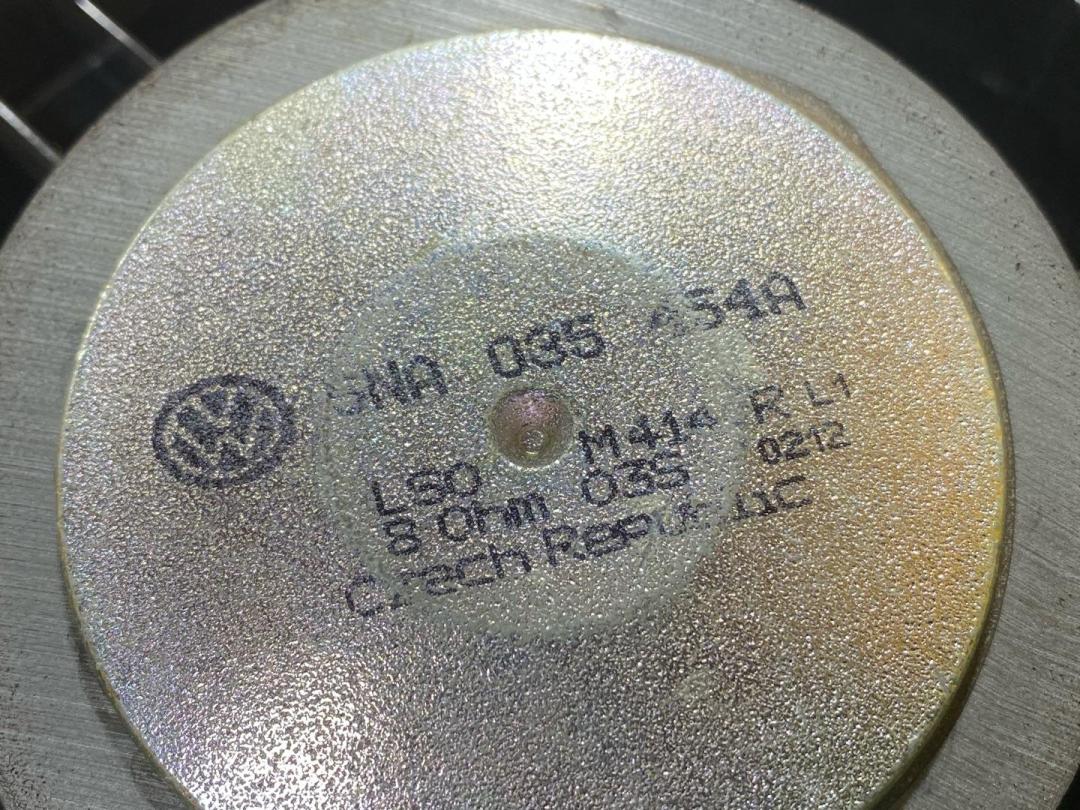 5NA 035 454A
LSO M414 R L1
8 Ohm 035 0212
Czech Republic